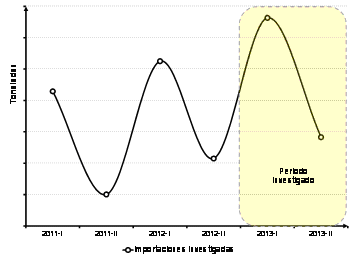 Toneladas
Periodo
Investigado
2011-I
2011-II
2012-I
2012-II
2013-I
2013-II
Importaciones Investigadas